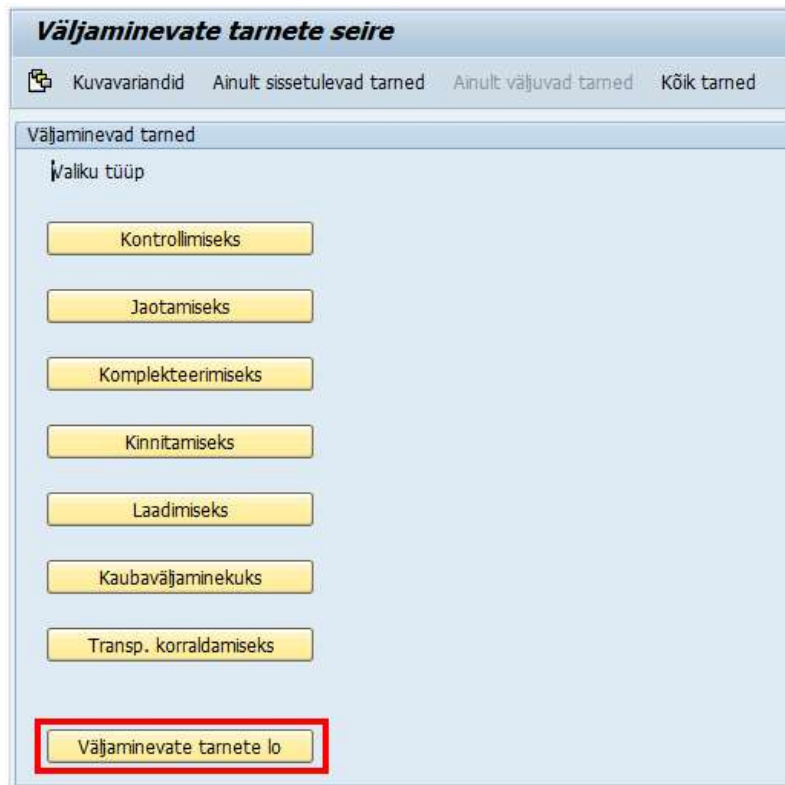 Väljaminevate tarnete seire
Kuvavariandid Ainult sissetulevad tarned Ainult väljuvad tarned Kõik tarned
Väljaminevad tarned
Valiku tüüp
Kontrollimiseks
Jaotamiseks
Komplekteerimiseks
Kinnitamiseks
Laadimiseks
Kaubaväljaminekuks
Transp. korraldamiseks
Väljaminevate tarnete lo